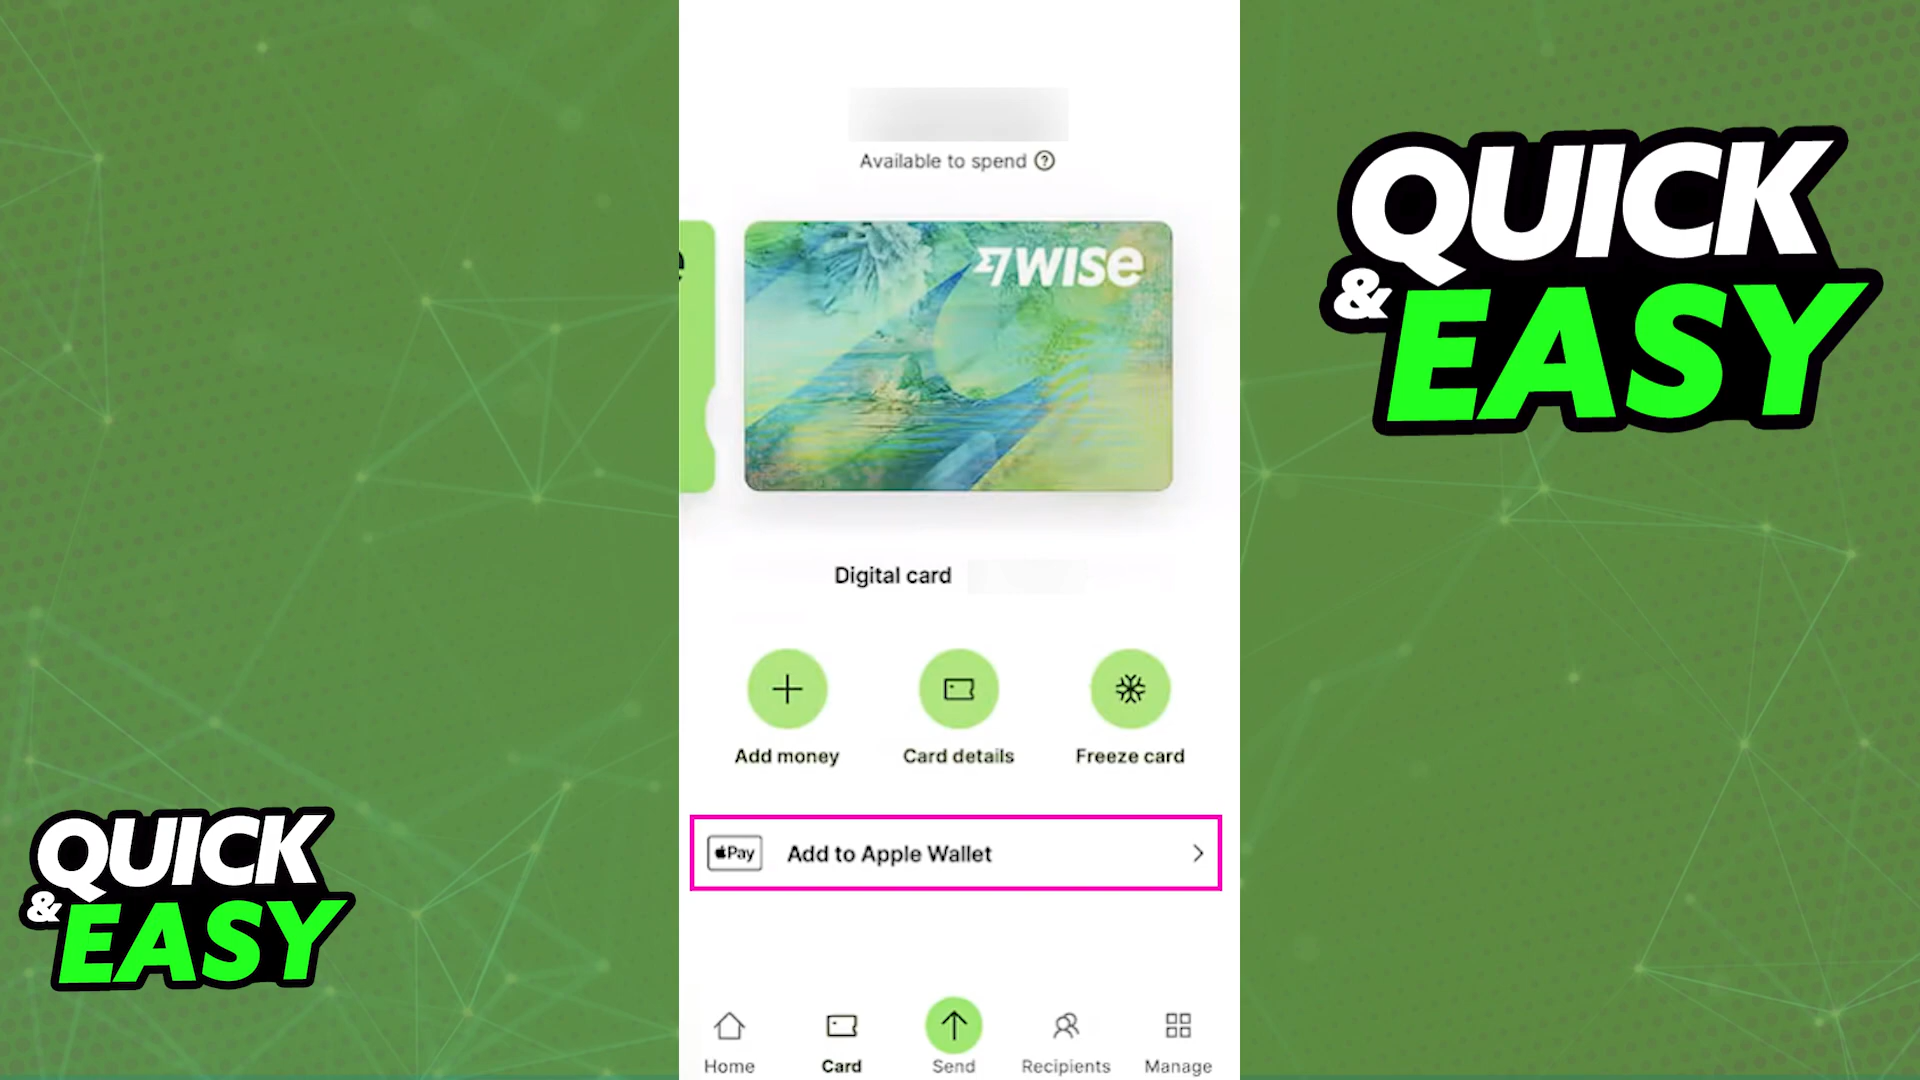 Available to spend ?
e
WISE
Digital card
Add money
Card details
Freeze card
Pay
Add to Apple Wallet
Home
Card
Send
Recipients
Manage
QUICK
& EASY
QUICK
& EASY